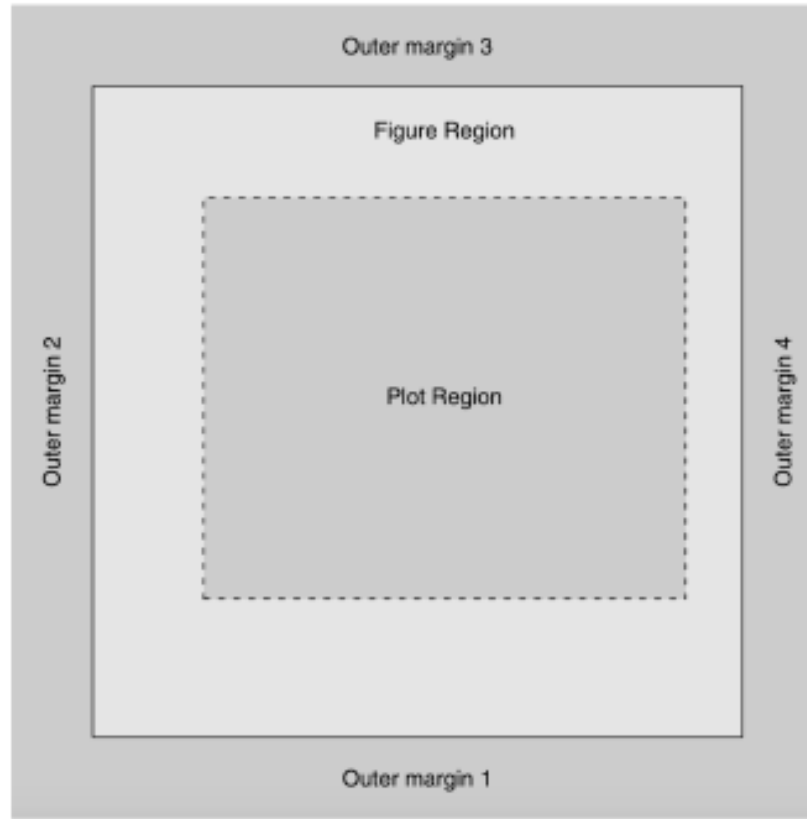 Outer margin 3
Figure Region
Outer margin 2
Plot Region
Outer margin 4
Outer margin 1